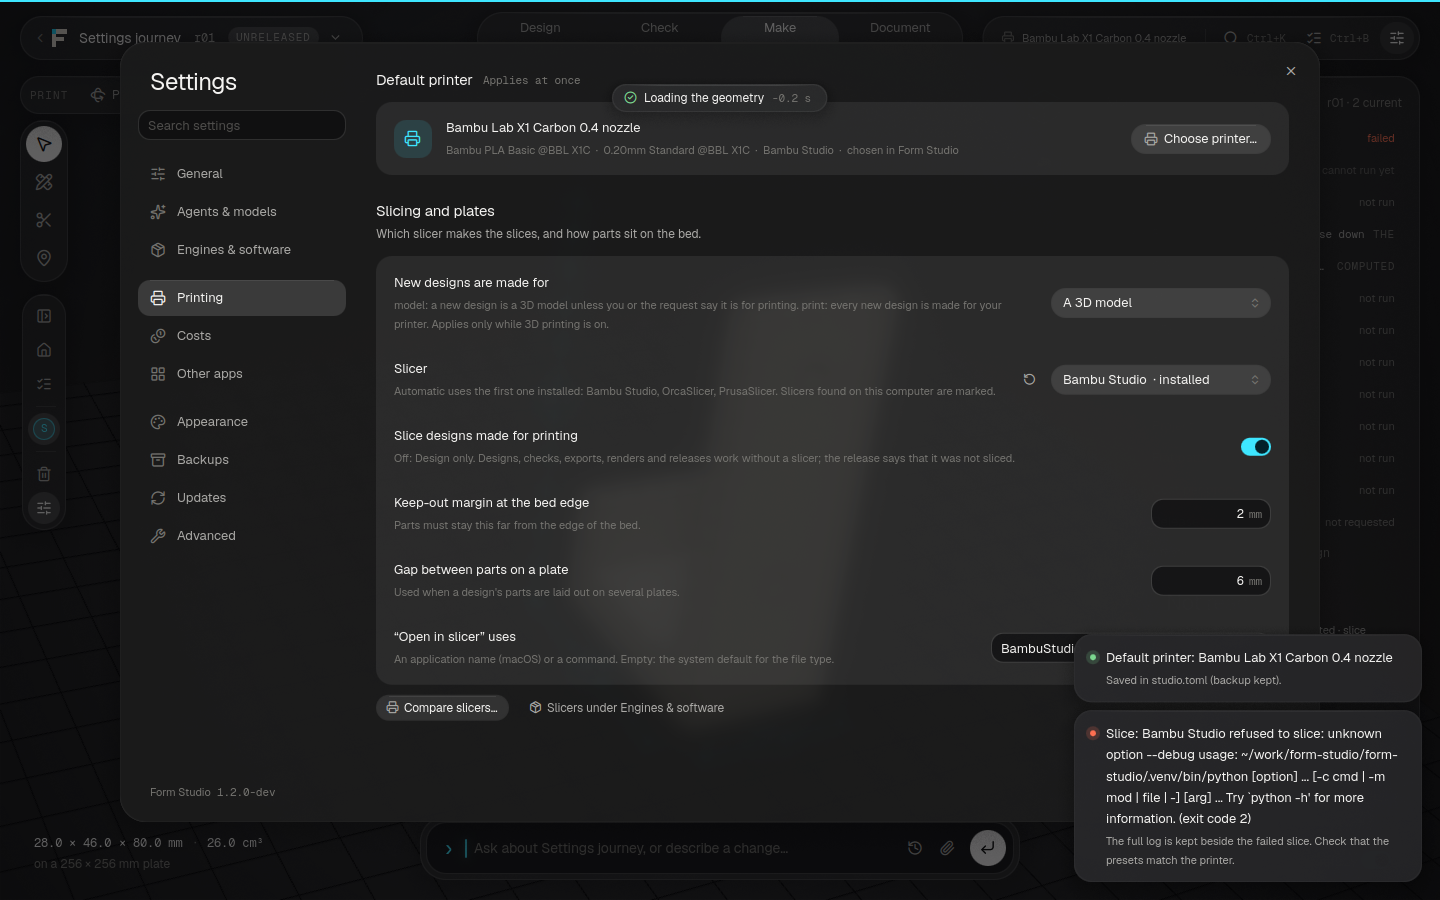 Settings journey r01 UNRELEASED
Design
Check
Make
Document
Bambu Lab X1 Carbon 0.4 nozzle
Ctrl+K
Ctrl+B
PRINT
Settings
Search settings
General
Agents & models
Engines & software
Printing
Costs
Other apps
Appearance
Backups
Updates
Advanced
Form Studio 1.2.0-dev
Default printer Applies at once
Loading the geometry ~0.2 s
Bambu Lab X1 Carbon 0.4 nozzle
Bambu PLA Basic @BBL X1C · 0.20mm Standard @BBL X1C · Bambu Studio · chosen in Form Studio
Choose printer…
Slicing and plates
Which slicer makes the slices, and how parts sit on the bed.
New designs are made for
model: a new design is a 3D model unless you or the request say it is for printing. print: every new design is made for your
printer. Applies only while 3D printing is on.
A 3D model
Slicer
Automatic uses the first one installed: Bambu Studio, OrcaSlicer, PrusaSlicer. Slicers found on this computer are marked.
Bambu Studio · installed
Slice designs made for printing
Off: Design only. Designs, checks, exports, renders and releases work without a slicer; the release says that it was not sliced.
Keep-out margin at the bed edge
Parts must stay this far from the edge of the bed.
2 mm
Gap between parts on a plate
Used when a design's parts are laid out on several plates.
6 mm
“Open in slicer” uses
An application name (macOS) or a command. Empty: the system default for the file type.
BambuStudi
Compare slicers…
Slicers under Engines & software
r01 · 2 current
failed
cannot run yet
not run
se down THE
COMPUTED
not run
not run
not run
not run
not run
not run
not run
not requested
ted · slice
Default printer: Bambu Lab X1 Carbon 0.4 nozzle
Saved in studio.toml (backup kept).
Slice: Bambu Studio refused to slice: unknown
option --debug usage: ~/work/form-studio/form-
studio/.venv/bin/python [option] ... [-c cmd | -m
mod | file | -] [arg] ... Try `python -h' for more
information. (exit code 2)
The full log is kept beside the failed slice. Check that the
presets match the printer.
28.0 × 46.0 × 80.0 mm · 26.0 cm³
on a 256 × 256 mm plate
Ask about Settings journey, or describe a change…
S